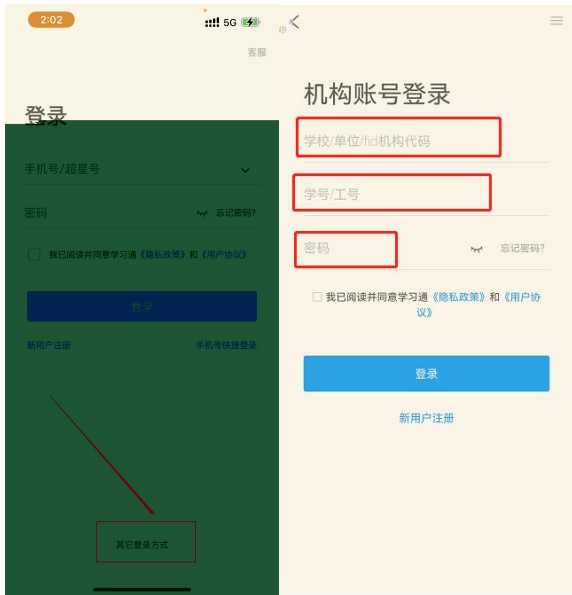 2:02
5G
客服
登录
手机号/超星号
密码
忘记密码?
我已阅读并同意学习通《隐私政策》和《用户协议》
登录
新用户注册
手机号快捷登录
其它登录方式
机构账号登录
学校/单位/fid机构代码
学号/工号
密码
忘记密码?
我已阅读并同意学习通《隐私政策》和《用户协
议》
登录
新用户注册